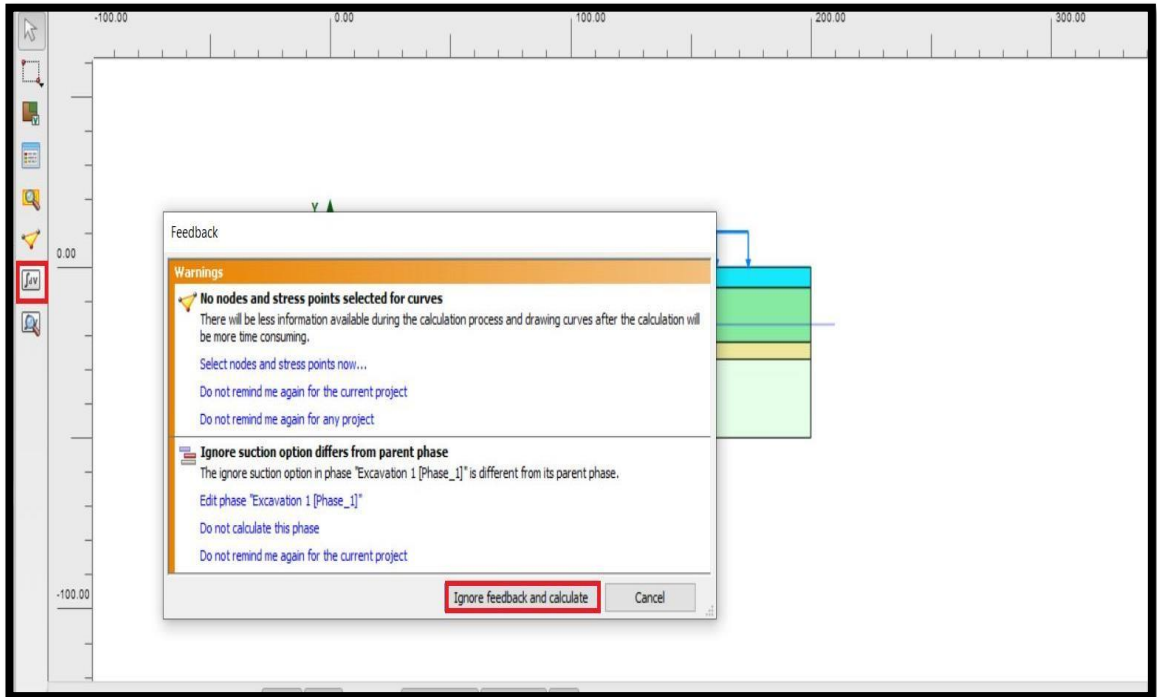 -100.00 0.00 100.00 200.00 300.00
Y
0.00
∫dV
Feedback
Warnings
No nodes and stress points selected for curves
There will be less information available during the calculation process and drawing curves after the calculation will
be more time consuming.
Select nodes and stress points now...
Do not remind me again for the current project
Do not remind me again for any project
Ignore suction option differs from parent phase
The ignore suction option in phase "Excavation 1 [Phase_1]" is different from its parent phase.
Edit phase "Excavation 1 [Phase_1]"
Do not calculate this phase
Do not remind me again for the current project
-100.00
Ignore feedback and calculate Cancel